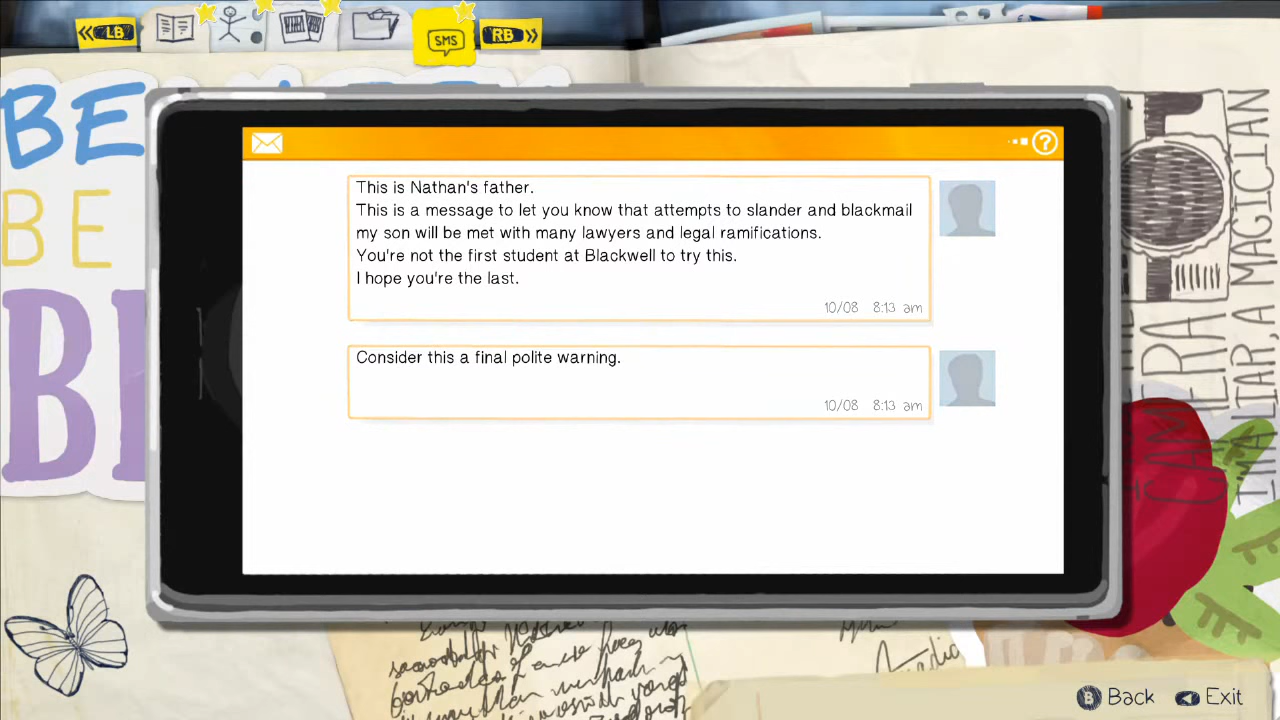 LB
SMS
RB
BE
BE
This is Nathan's father.
This is a message to let you know that attempts to slander and blackmail
my son will be met with many lawyers and legal ramifications.
You're not the first student at Blackwell to try this.
I hope you're the last.
10/08 8:13 am
Consider this a final polite warning.
10/08 8:13 am
CAMERA
I'M A LIAR, A MAGICIAN
B Back
Exit